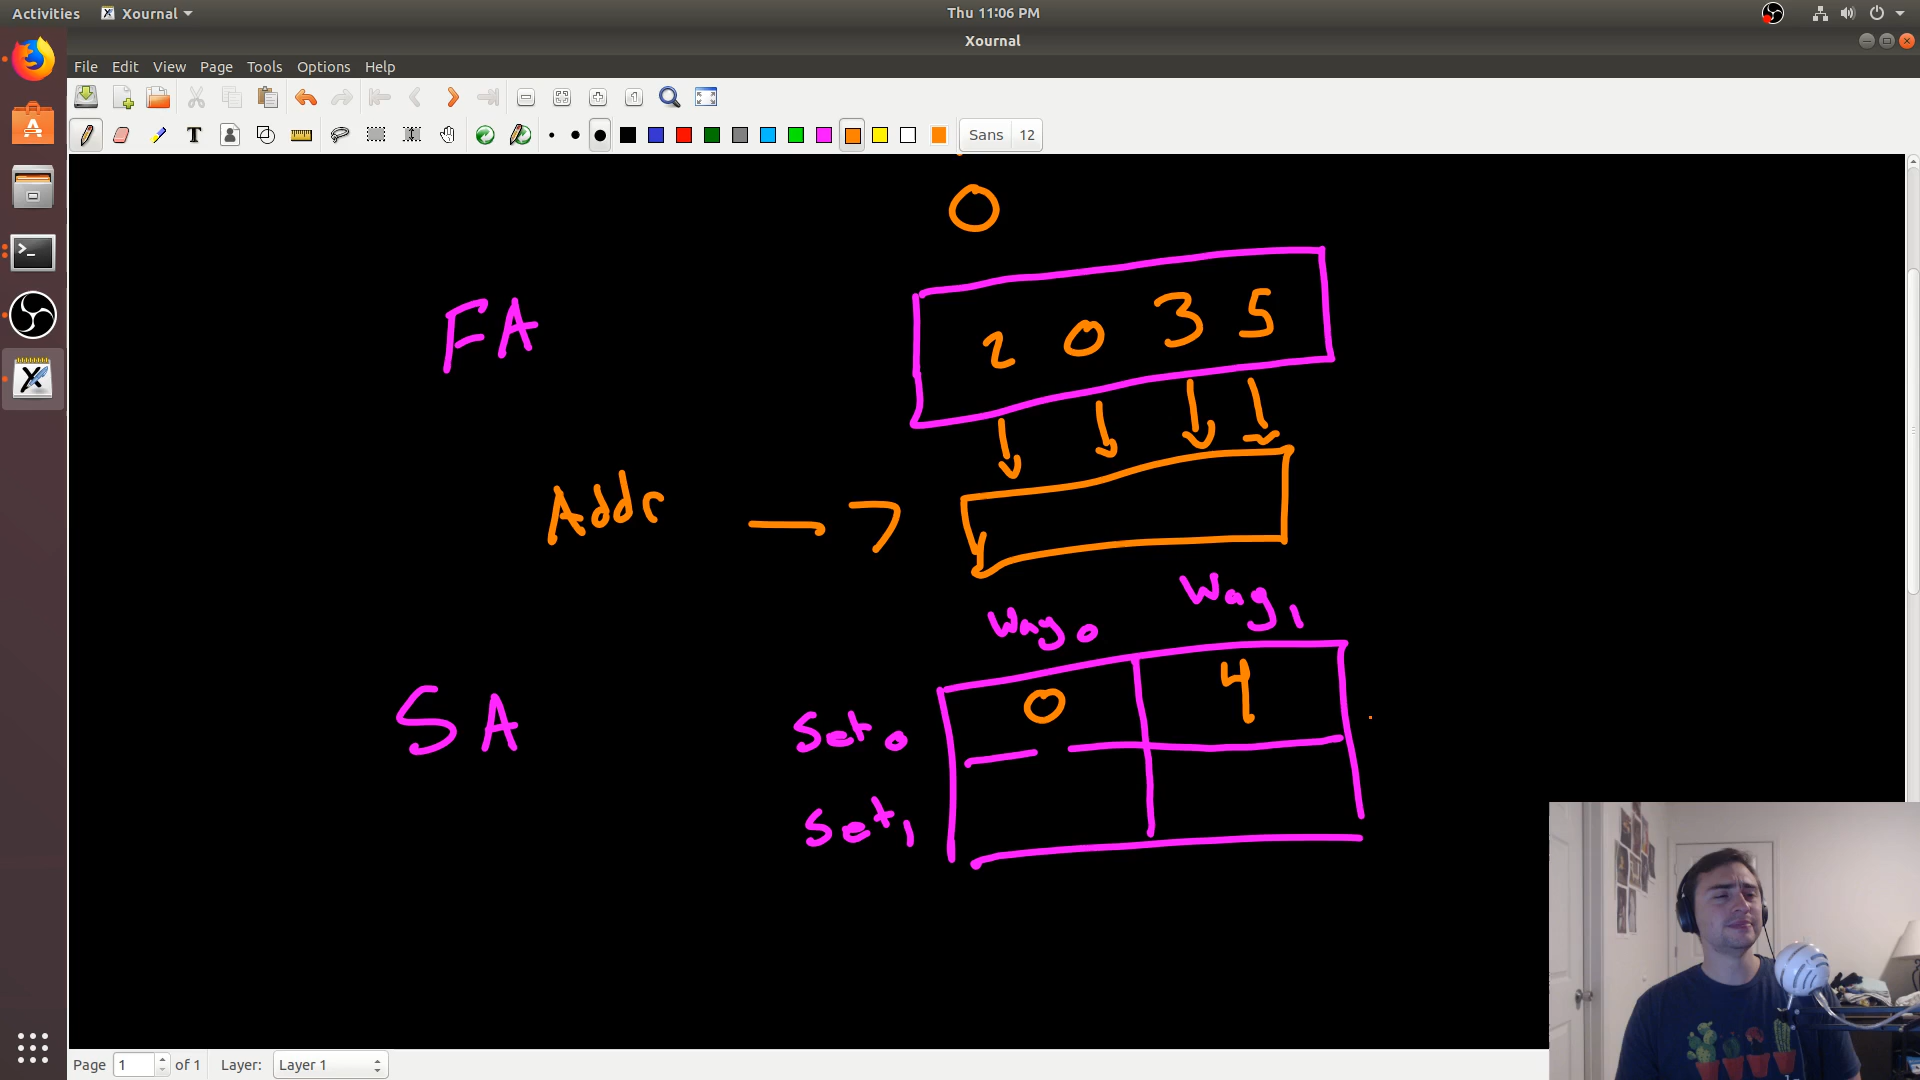 Activities Xournal Thu 11:06 PM
Xournal
File Edit View Page Tools Options Help
Sans 12
0
FA 2 0 3 5
Addr
Way 0 Way 1
SA Set 0 0 4
Set 1
Page 1 of 1 Layer: Layer 1